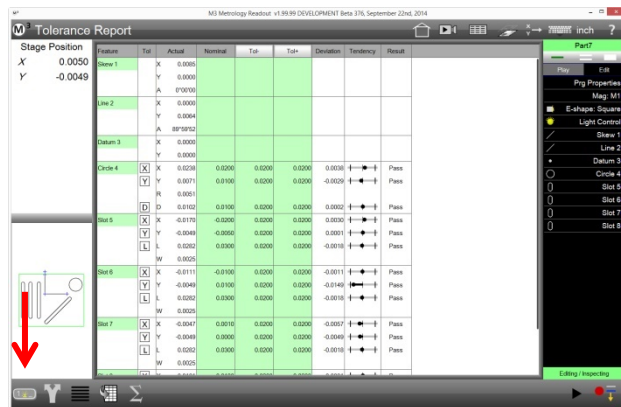 M3 Metrology Readout v1.99.99 DEVELOPMENT Beta 376, September 22nd, 2014
M3 Tolerance Report
inch ?
Stage Position
X 0.0050
Y -0.0049
Feature Tol Actual Nominal Tol- Tol+ Deviation Tendency Result
Skew 1 X 0.0005
Y 0.0000
A 0°00'00
Line 2 X 0.0000
Y 0.0004
A 88°59'52
Datum 3 X 0.0000
Y 0.0000
Circle 4 X X 0.0238 0.0200 0.0200 0.0200 0.0038 Pass
Y Y 0.0071 0.0100 0.0200 0.0200 -0.0029 Pass
R 0.0051
D D 0.0102 0.0100 0.0200 0.0200 0.0002 Pass
Slot 5 X X -0.0170 -0.0200 0.0200 0.0200 0.0030 Pass
Y Y -0.0049 -0.0050 0.0200 0.0200 0.0001 Pass
L L 0.0282 0.0300 0.0200 0.0200 -0.0018 Pass
W 0.0025
Slot 6 X X -0.0111 -0.0100 0.0200 0.0200 -0.0011 Pass
Y Y -0.0049 0.0100 0.0200 0.0200 -0.0149 Pass
L L 0.0282 0.0300 0.0200 0.0200 -0.0018 Pass
W 0.0025
Slot 7 X X -0.0047 0.0010 0.0200 0.0200 -0.0057 Pass
Y Y -0.0049 0.0000 0.0200 0.0200 -0.0049 Pass
L L 0.0282 0.0300 0.0200 0.0200 -0.0018 Pass
W 0.0025
Part7
Play Edit
Prg Properties
Mag: M1
E-shape: Square
Light Control
Skew 1
Line 2
Datum 3
Circle 4
Slot 5
Slot 6
Slot 7
Slot 8
Editing / Inspecting